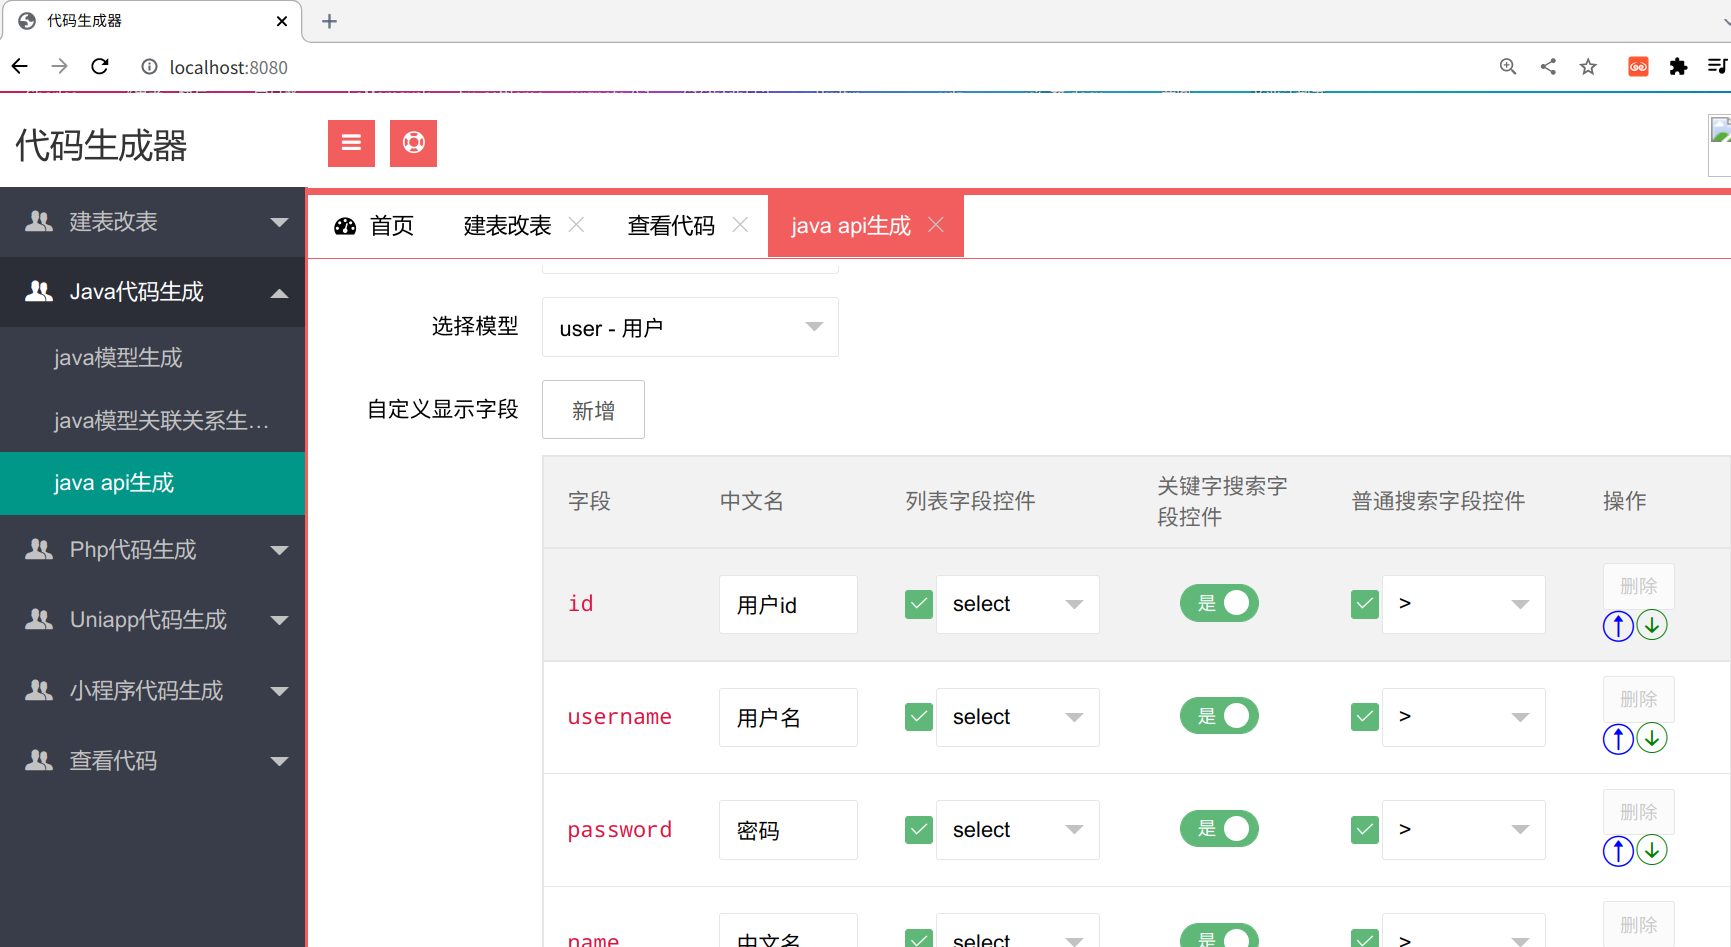 代码生成器
localhost:8080
代码生成器
建表改表
Java代码生成
java模型生成
java模型关联关系生…
java api生成
Php代码生成
Uniapp代码生成
小程序代码生成
查看代码
首页 建表改表 查看代码 java api生成
选择模型 user - 用户
自定义显示字段 新增
字段 中文名 列表字段控件 关键字搜索字段控件 普通搜索字段控件 操作
id 用户id select 是 > 删除
username 用户名 select 是 > 删除
password 密码 select 是 > 删除
name 中文名 select 是 > 删除